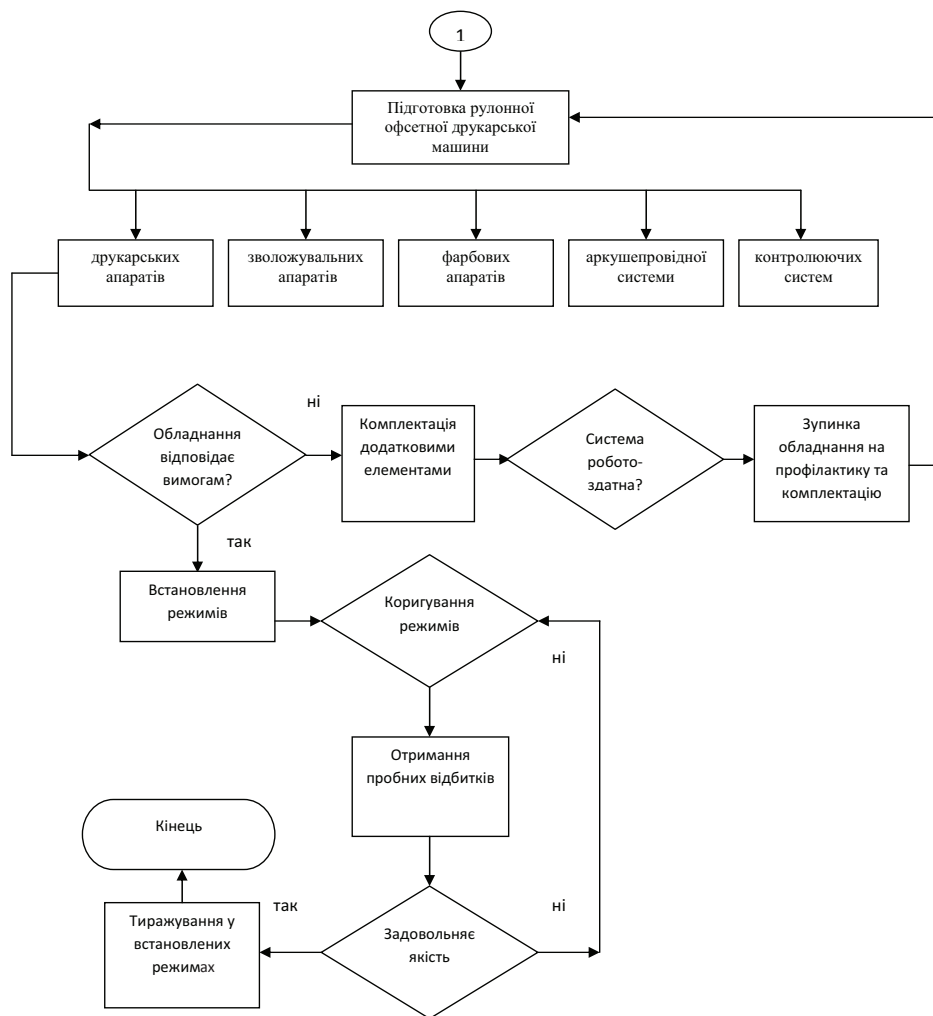 1
Підготовка рулонної
офсетної друкарської
машини
друкарських
апаратів
зволожувальних
апаратів
фарбових
апаратів
аркушепровідної
системи
контролюючих
систем
Обладнання
відповідає
вимогам?
ні
Комплектація
додатковими
елементами
Система
робото-
здатна?
Зупинка
обладнання на
профілактику та
комплектацію
так
Встановлення
режимів
Коригування
режимів
ні
Отримання
пробних відбитків
Кінець
Тиражування у
встановлених
режимах
так
Задовольняє
якість
ні